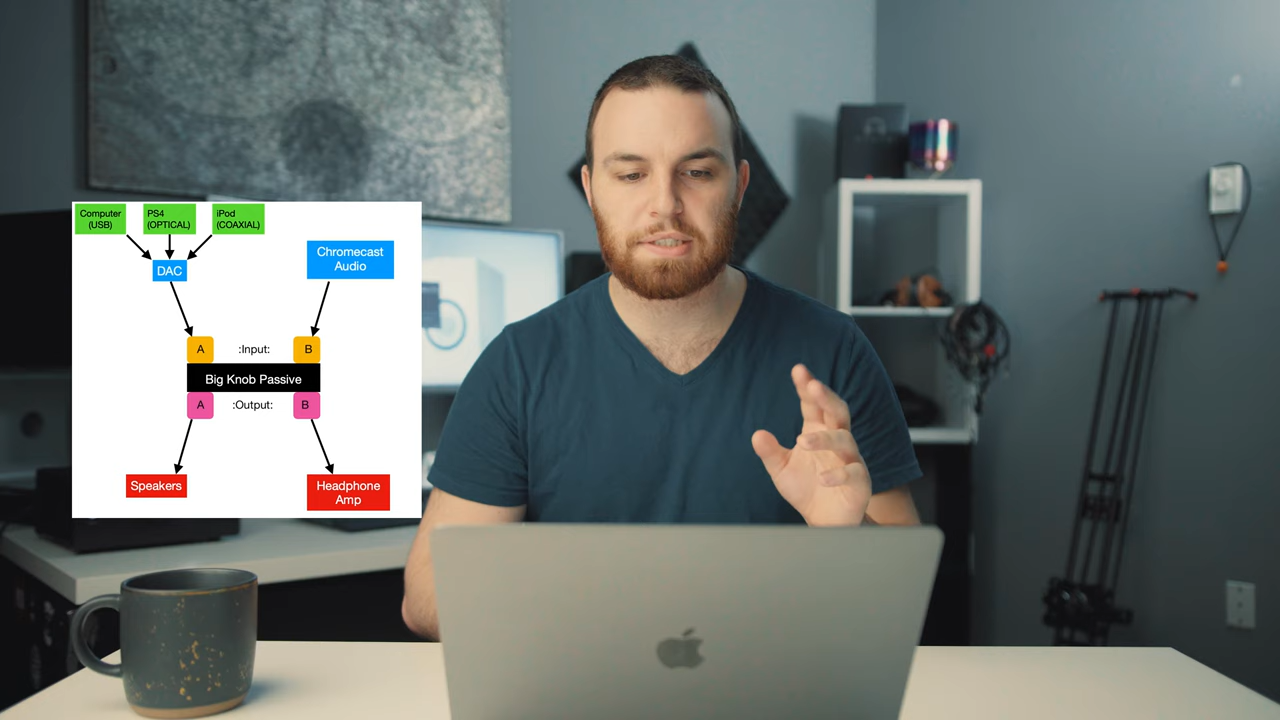 Computer
(USB)
PS4
(OPTICAL)
iPod
(COAXIAL)
DAC
Chromecast
Audio
A
:Input:
B
Big Knob Passive
A
:Output:
B
Speakers
Headphone
Amp